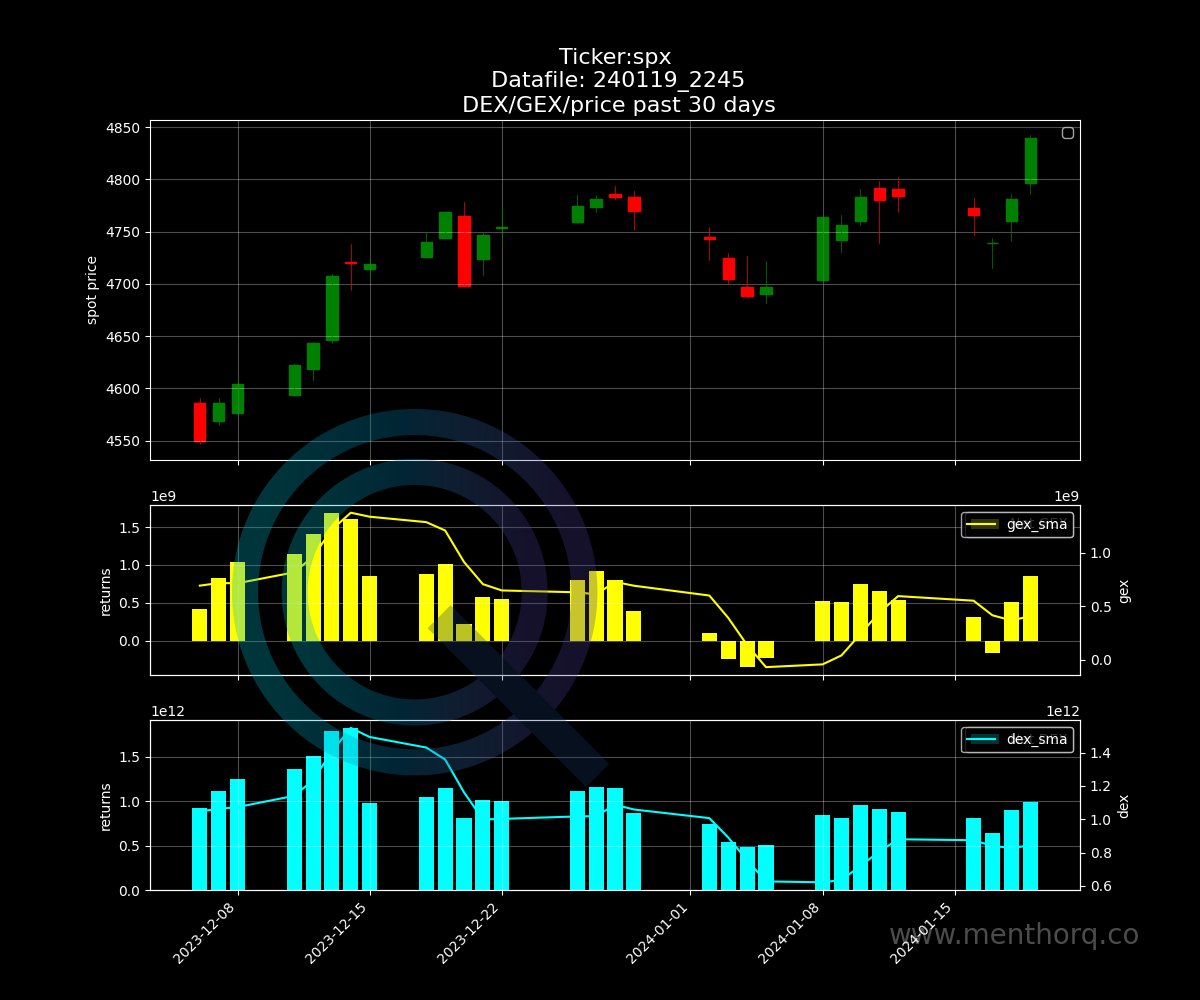 Ticker:spx
Datafile: 240119_2245
DEX/GEX/price past 30 days
4850
4800
4750
4700
4650
4600
4550
spot price
1e9
1e9
1.5
1.0
0.5
0.0
returns
gex_sma
1.0
0.5
0.0
gex
1e12
1e12
1.5
1.0
0.5
0.0
returns
dex_sma
1.4
1.2
1.0
0.8
0.6
dex
2023-12-08
2023-12-15
2023-12-22
2024-01-01
2024-01-08
2024-01-15
www.menthorq.co